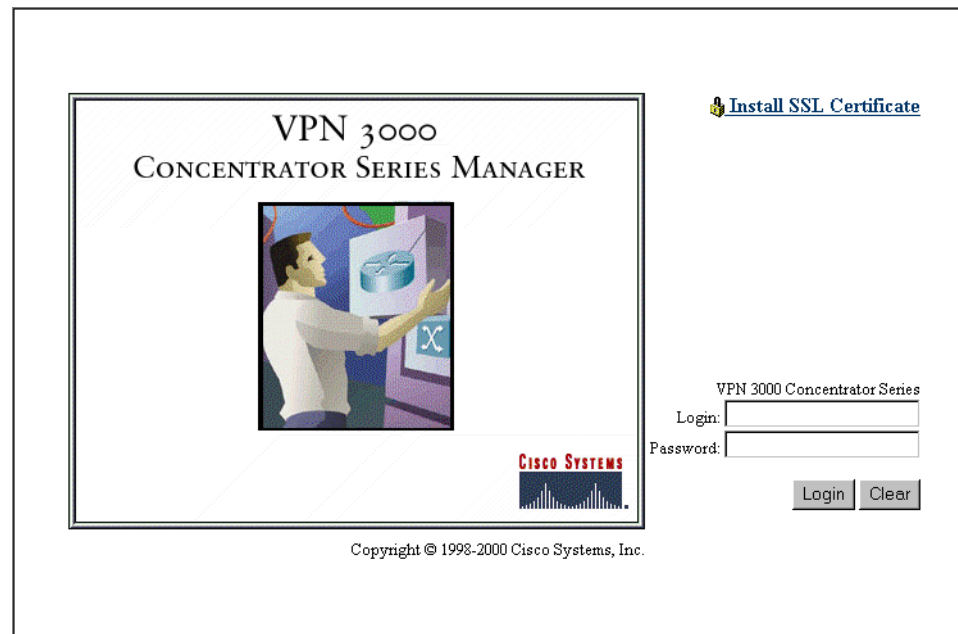 VPN 3000
CONCENTRATOR SERIES MANAGER
CISCO SYSTEMS
Copyright © 1998-2000 Cisco Systems, Inc.
Install SSL Certificate
VPN 3000 Concentrator Series
Login:
Password:
Login Clear